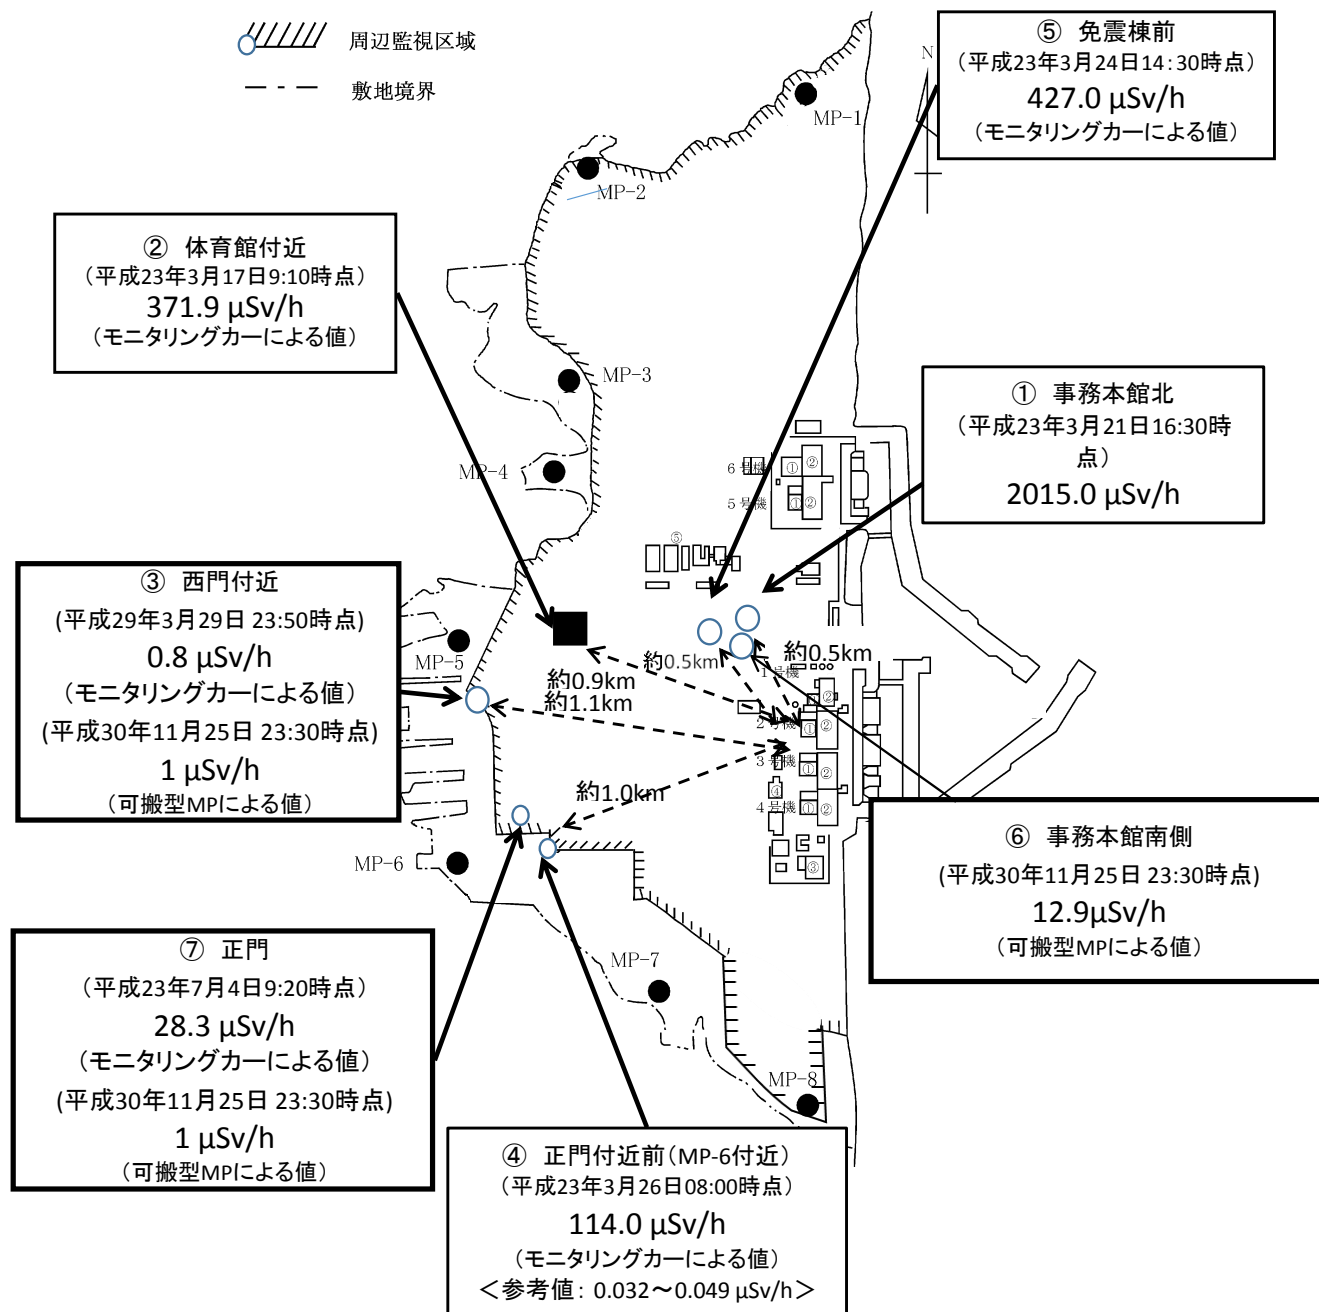 周辺監視区域
敷地境界
⑤ 免震棟前
（平成23年3月24日14:30時点）
427.0 μSv/h
（モニタリングカーによる値）
N
MP-1
MP-2
② 体育館付近
（平成23年3月17日9:10時点）
371.9 μSv/h
（モニタリングカーによる値）
MP-3
① 事務本館北
（平成23年3月21日16:30時
点）
2015.0 μSv/h
MP-4
６号機
①
②
５号機
①
②
⑤
③ 西門付近
(平成29年3月29日 23:50時点)
0.8 μSv/h
（モニタリングカーによる値）
(平成30年11月25日 23:30時点)
1 μSv/h
（可搬型MPによる値）
MP-5
約0.9km
約1.1km
約0.5km
約0.5km
１号機
②
２号機
①
②
３号機
①
②
④
４号機
①
②
③
約1.0km
MP-6
⑥ 事務本館南側
(平成30年11月25日 23:30時点)
12.9μSv/h
（可搬型MPによる値）
⑦ 正門
（平成23年7月4日9:20時点）
28.3 μSv/h
（モニタリングカーによる値）
(平成30年11月25日 23:30時点)
1 μSv/h
（可搬型MPによる値）
MP-7
MP-8
④ 正門付近前（MP-6付近）
（平成23年3月26日08:00時点）
114.0 μSv/h
（モニタリングカーによる値）
＜参考値： 0.032～0.049 μSv/h＞